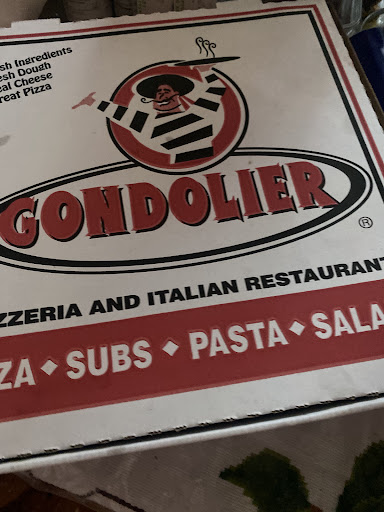 sh Ingredients
esh Dough
eal Cheese
reat Pizza
GONDOLIER ®
ZZERIA AND ITALIAN RESTAURANT
ZA ◆ SUBS ◆ PASTA ◆ SALA